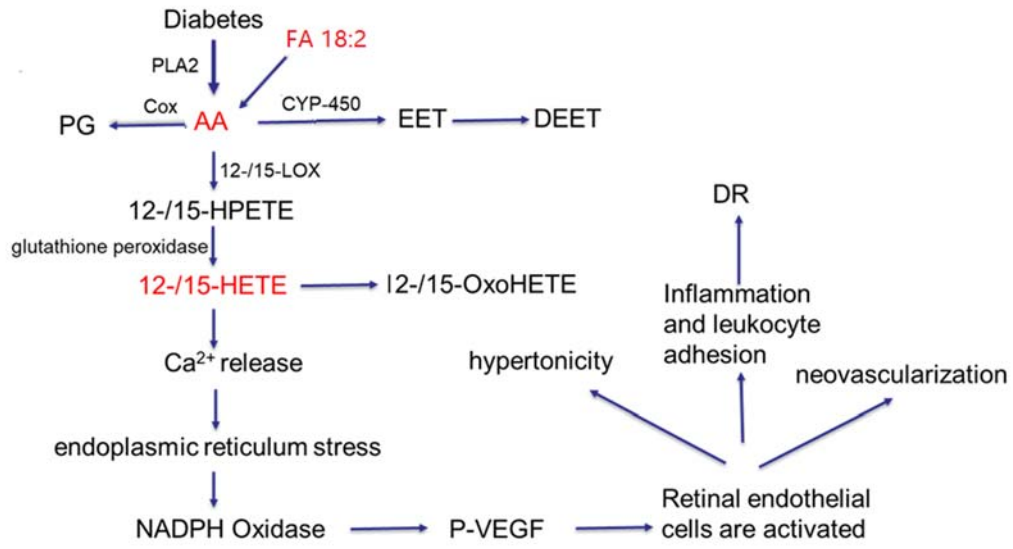 Diabetes
FA 18:2
PLA2
Cox
CYP-450
PG
AA
EET
DEET
12-/15-LOX
12-/15-HPETE
glutathione peroxidase
12-/15-HETE
l2-/15-OxoHETE
Ca²⁺ release
endoplasmic reticulum stress
NADPH Oxidase
P-VEGF
Retinal endothelial
cells are activated
hypertonicity
Inflammation
and leukocyte
adhesion
neovascularization
DR